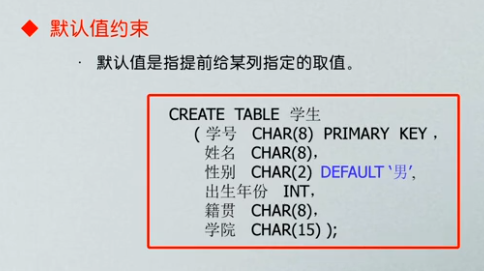 ◆ 默认值约束
· 默认值是指提前给某列指定的取值。
CREATE TABLE 学生
( 学号 CHAR(8) PRIMARY KEY ，
姓名 CHAR(8)，
性别 CHAR(2) DEFAULT ‘男’,
出生年份 INT，
籍贯 CHAR(8)，
学院 CHAR(15) );